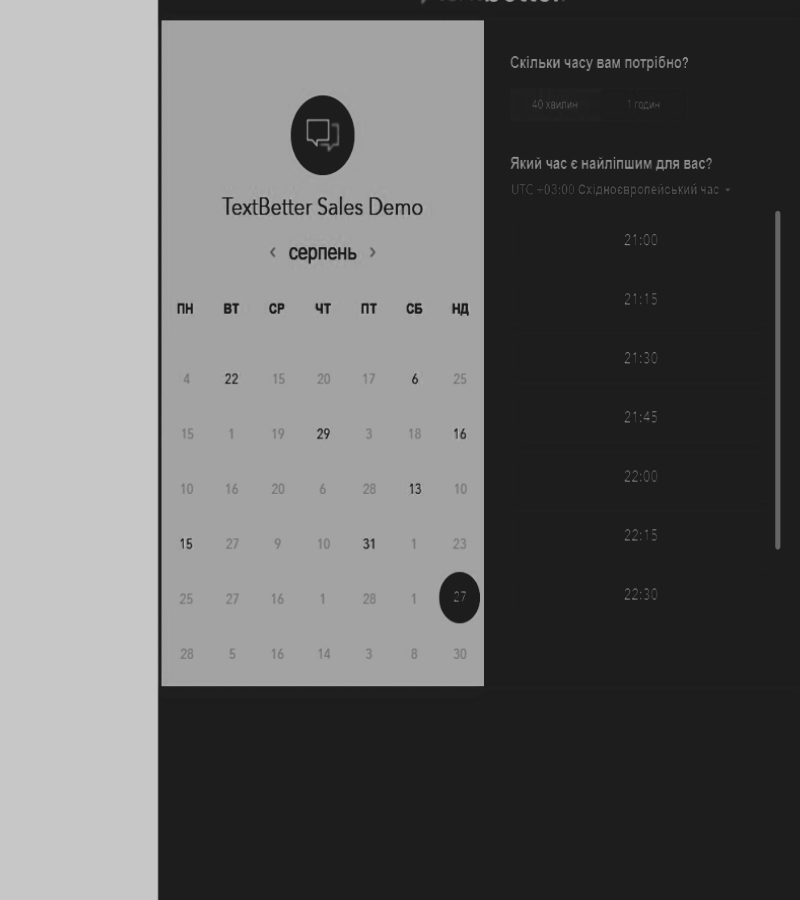 TextBetter Sales Demo
‹ серпень ›
ПН ВТ СР ЧТ ПТ СБ НД
4 22 15 20 17 6 25
15 1 19 29 3 18 16
10 16 20 6 28 13 10
15 27 9 10 31 1 23
25 27 16 1 28 1 27
28 5 16 14 3 8 30
Скільки часу вам потрібно?
40 хвилин 1 годин
Який час є найліпшим для вас?
UTC +03:00 Східноєвропейський час
21:00
21:15
21:30
21:45
22:00
22:15
22:30